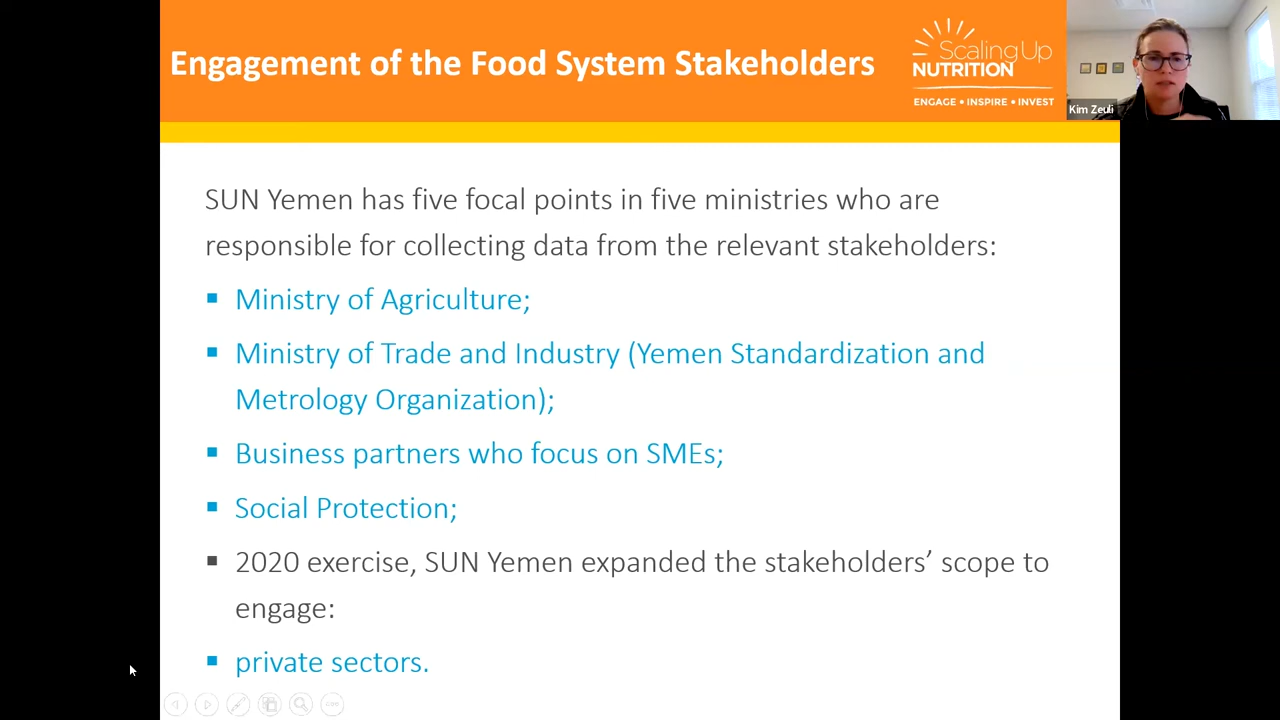 Engagement of the Food System Stakeholders
Scaling Up
NUTRITION
ENGAGE • INSPIRE • INVEST
Kim Zeuli
SUN Yemen has five focal points in five ministries who are
responsible for collecting data from the relevant stakeholders:
▪ Ministry of Agriculture;
▪ Ministry of Trade and Industry (Yemen Standardization and
Metrology Organization);
▪ Business partners who focus on SMEs;
▪ Social Protection;
▪ 2020 exercise, SUN Yemen expanded the stakeholders’ scope to
engage:
▪ private sectors.